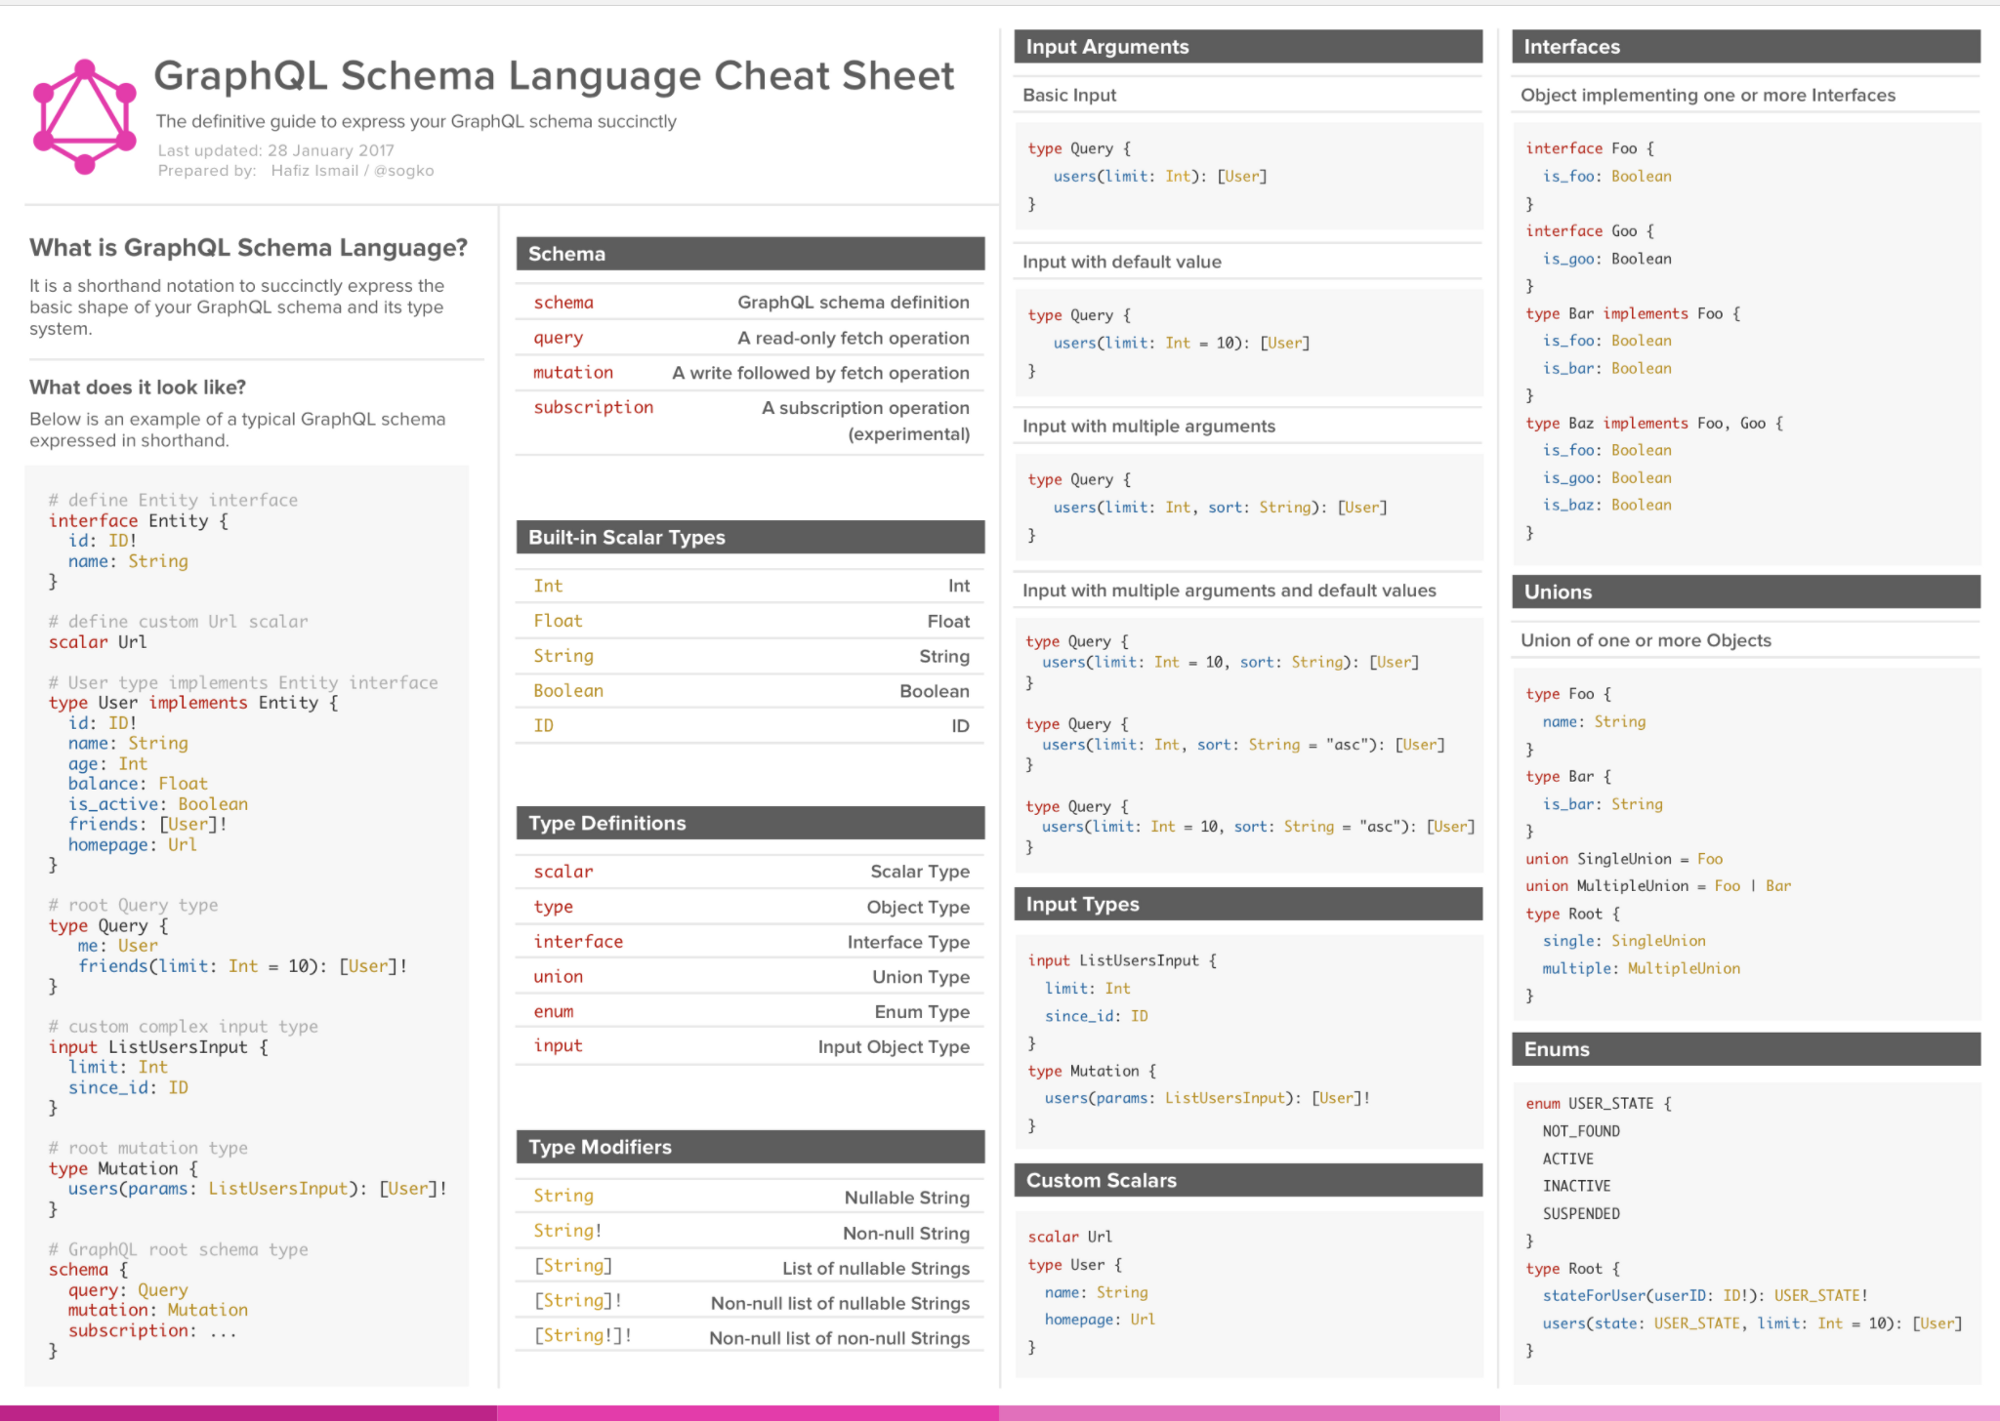 GraphQL Schema Language Cheat Sheet
The definitive guide to express your GraphQL schema succinctly
Last updated: 28 January 2017
Prepared by: Hafiz Ismail / @sogko
What is GraphQL Schema Language?
It is a shorthand notation to succinctly express the
basic shape of your GraphQL schema and its type
system.
What does it look like?
Below is an example of a typical GraphQL schema
expressed in shorthand.
# define Entity interface
interface Entity {
  id: ID!
  name: String
}
# define custom Url scalar
scalar Url
# User type implements Entity interface
type User implements Entity {
  id: ID!
  name: String
  age: Int
  balance: Float
  is_active: Boolean
  friends: [User]!
  homepage: Url
}
# root Query type
type Query {
   me: User
   friends(limit: Int = 10): [User]!
}
# custom complex input type
input ListUsersInput {
  limit: Int
  since_id: ID
}
# root mutation type
type Mutation {
  users(params: ListUsersInput): [User]!
}
# GraphQL root schema type
schema {
  query: Query
  mutation: Mutation
  subscription: ...
}
Schema
schema GraphQL schema definition
query A read-only fetch operation
mutation A write followed by fetch operation
subscription A subscription operation
(experimental)
Built-in Scalar Types
Int Int
Float Float
String String
Boolean Boolean
ID ID
Type Definitions
scalar Scalar Type
type Object Type
interface Interface Type
union Union Type
enum Enum Type
input Input Object Type
Type Modifiers
String Nullable String
String! Non-null String
[String] List of nullable Strings
[String]! Non-null list of nullable Strings
[String!]! Non-null list of non-null Strings
Input Arguments
Basic Input
type Query {
   users(limit: Int): [User]
}
Input with default value
type Query {
   users(limit: Int = 10): [User]
}
Input with multiple arguments
type Query {
   users(limit: Int, sort: String): [User]
}
Input with multiple arguments and default values
type Query {
  users(limit: Int = 10, sort: String): [User]
}
type Query {
  users(limit: Int, sort: String = "asc"): [User]
}
type Query {
  users(limit: Int = 10, sort: String = "asc"): [User]
}
Input Types
input ListUsersInput {
  limit: Int
  since_id: ID
}
type Mutation {
  users(params: ListUsersInput): [User]!
}
Custom Scalars
scalar Url
type User {
  name: String
  homepage: Url
}
Interfaces
Object implementing one or more Interfaces
interface Foo {
  is_foo: Boolean
}
interface Goo {
  is_goo: Boolean
}
type Bar implements Foo {
  is_foo: Boolean
  is_bar: Boolean
}
type Baz implements Foo, Goo {
  is_foo: Boolean
  is_goo: Boolean
  is_baz: Boolean
}
Unions
Union of one or more Objects
type Foo {
  name: String
}
type Bar {
  is_bar: String
}
union SingleUnion = Foo
union MultipleUnion = Foo | Bar
type Root {
  single: SingleUnion
  multiple: MultipleUnion
}
Enums
enum USER_STATE {
  NOT_FOUND
  ACTIVE
  INACTIVE
  SUSPENDED
}
type Root {
  stateForUser(userID: ID!): USER_STATE!
  users(state: USER_STATE, limit: Int = 10): [User]
}